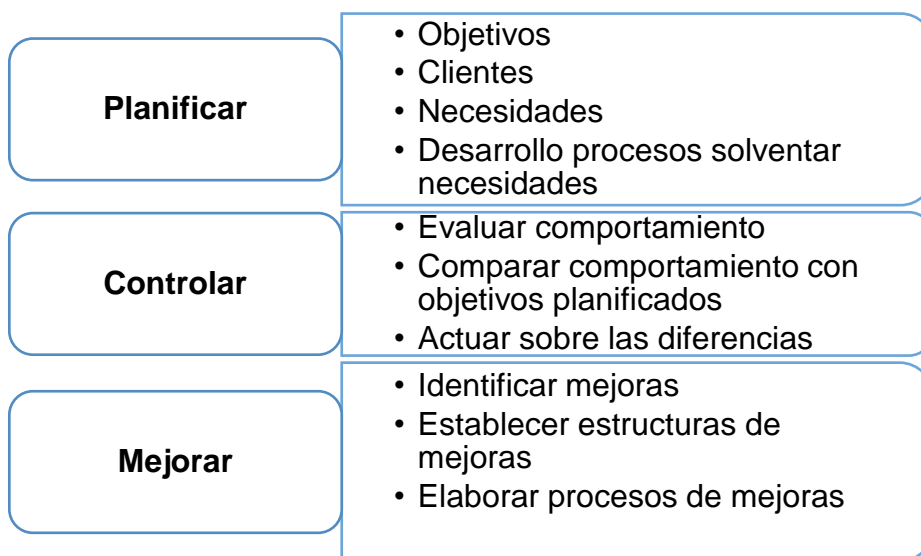 Planificar
• Objetivos
• Clientes
• Necesidades
• Desarrollo procesos solventar
necesidades
Controlar
• Evaluar comportamiento
• Comparar comportamiento con
objetivos planificados
• Actuar sobre las diferencias
Mejorar
• Identificar mejoras
• Establecer estructuras de
mejoras
• Elaborar procesos de mejoras